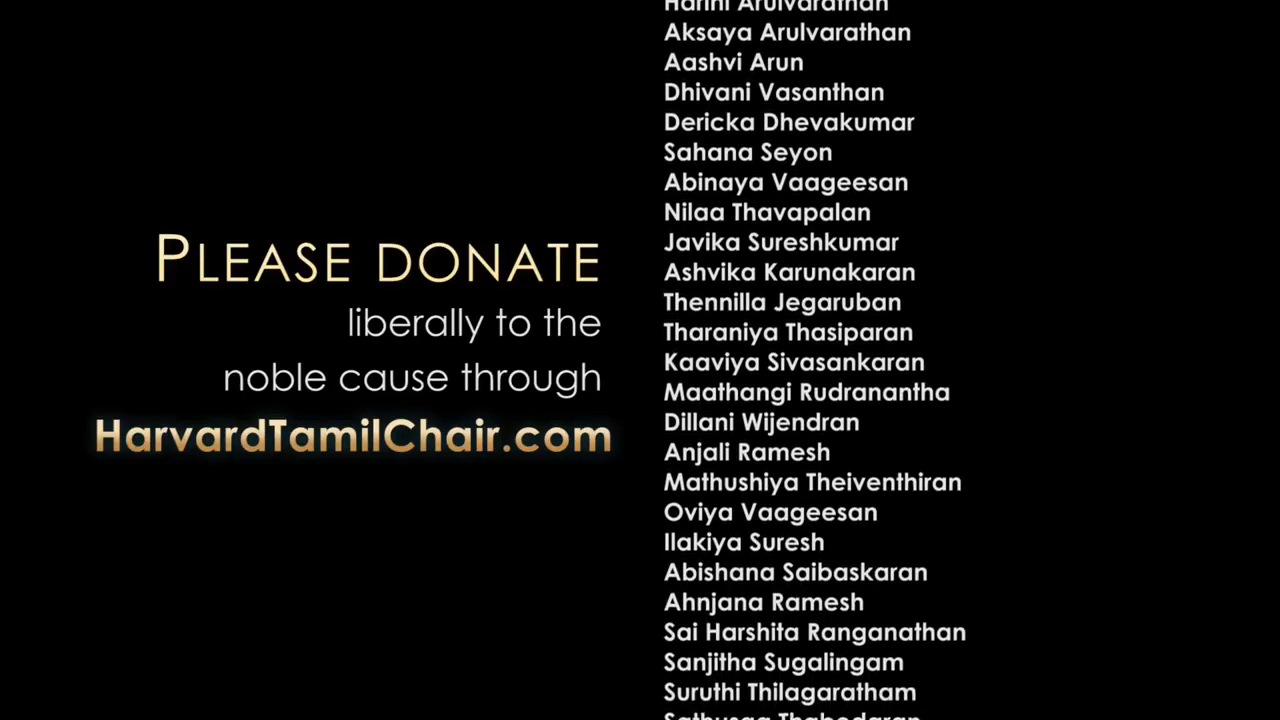 PLEASE DONATE
liberally to the
noble cause through
HarvardTamilChair.com
Harini Arulvarathan
Aksaya Arulvarathan
Aashvi Arun
Dhivani Vasanthan
Dericka Dhevakumar
Sahana Seyon
Abinaya Vaageesan
Nilaa Thavapalan
Javika Sureshkumar
Ashvika Karunakaran
Thennilla Jegaruban
Tharaniya Thasiparan
Kaaviya Sivasankaran
Maathangi Rudranantha
Dillani Wijendran
Anjali Ramesh
Mathushiya Theiventhiran
Oviya Vaageesan
Ilakiya Suresh
Abishana Saibaskaran
Ahnjana Ramesh
Sai Harshita Ranganathan
Sanjitha Sugalingam
Suruthi Thilagaratham